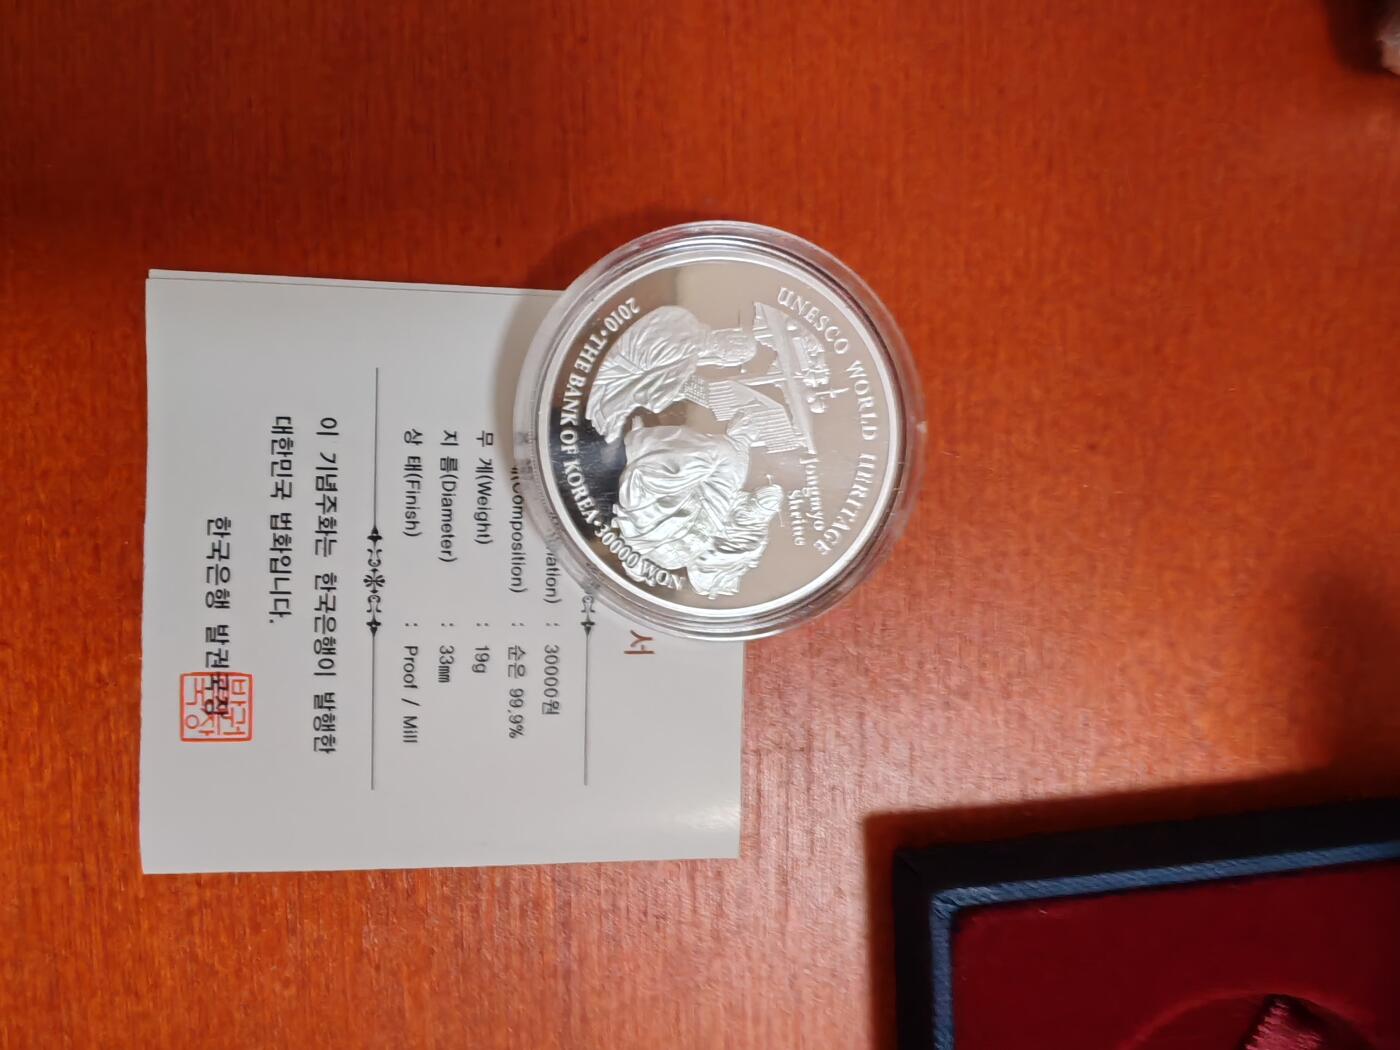 UNESCO WORLD HERITAGE
Jongmyo
Shrine
2010·THE BANK OF KOREA·30000 WON
서
: 30000원
(Composition) : 순은 99.9%
무 게(Weight) : 19g
지 름(Diameter) : 33mm
상 태(Finish) : Proof / Mill
이 기념주화는 한국은행이 발행한
대한민국 법화입니다.
한국은행 발권국장